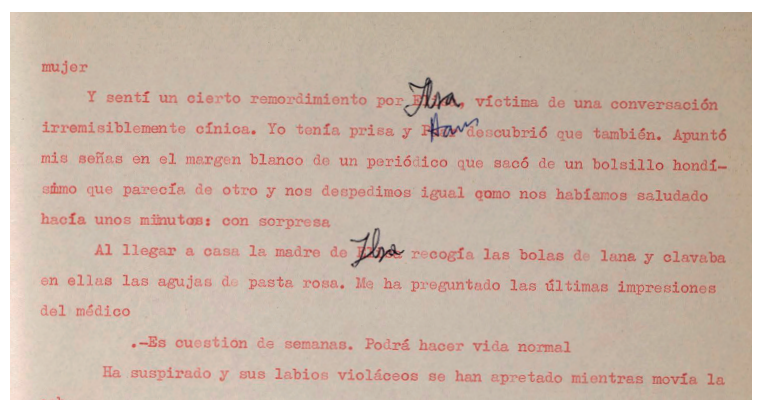 mujer
Y sentí un cierto remordimiento por Ilsa, víctima de una conversación
irremisiblemente cínica. Yo tenía prisa y Hans descubrió que también. Apuntó
mis señas en el margen blanco de un periódico que sacó de un bolsillo hondí-
simo que parecía de otro y nos despedimos igual qomo nos habíamos saludado
hacía unos minutos: con sorpresa
Al llegar a casa la madre de Ilsa recogía las bolas de lana y clavaba
en ellas las agujas de pasta rosa. Me ha preguntado las últimas impresiones
del médico
.-Es cuestion de semanas. Podrá hacer vida normal
Ha suspirado y sus labios violáceos se han apretado mientras movía la